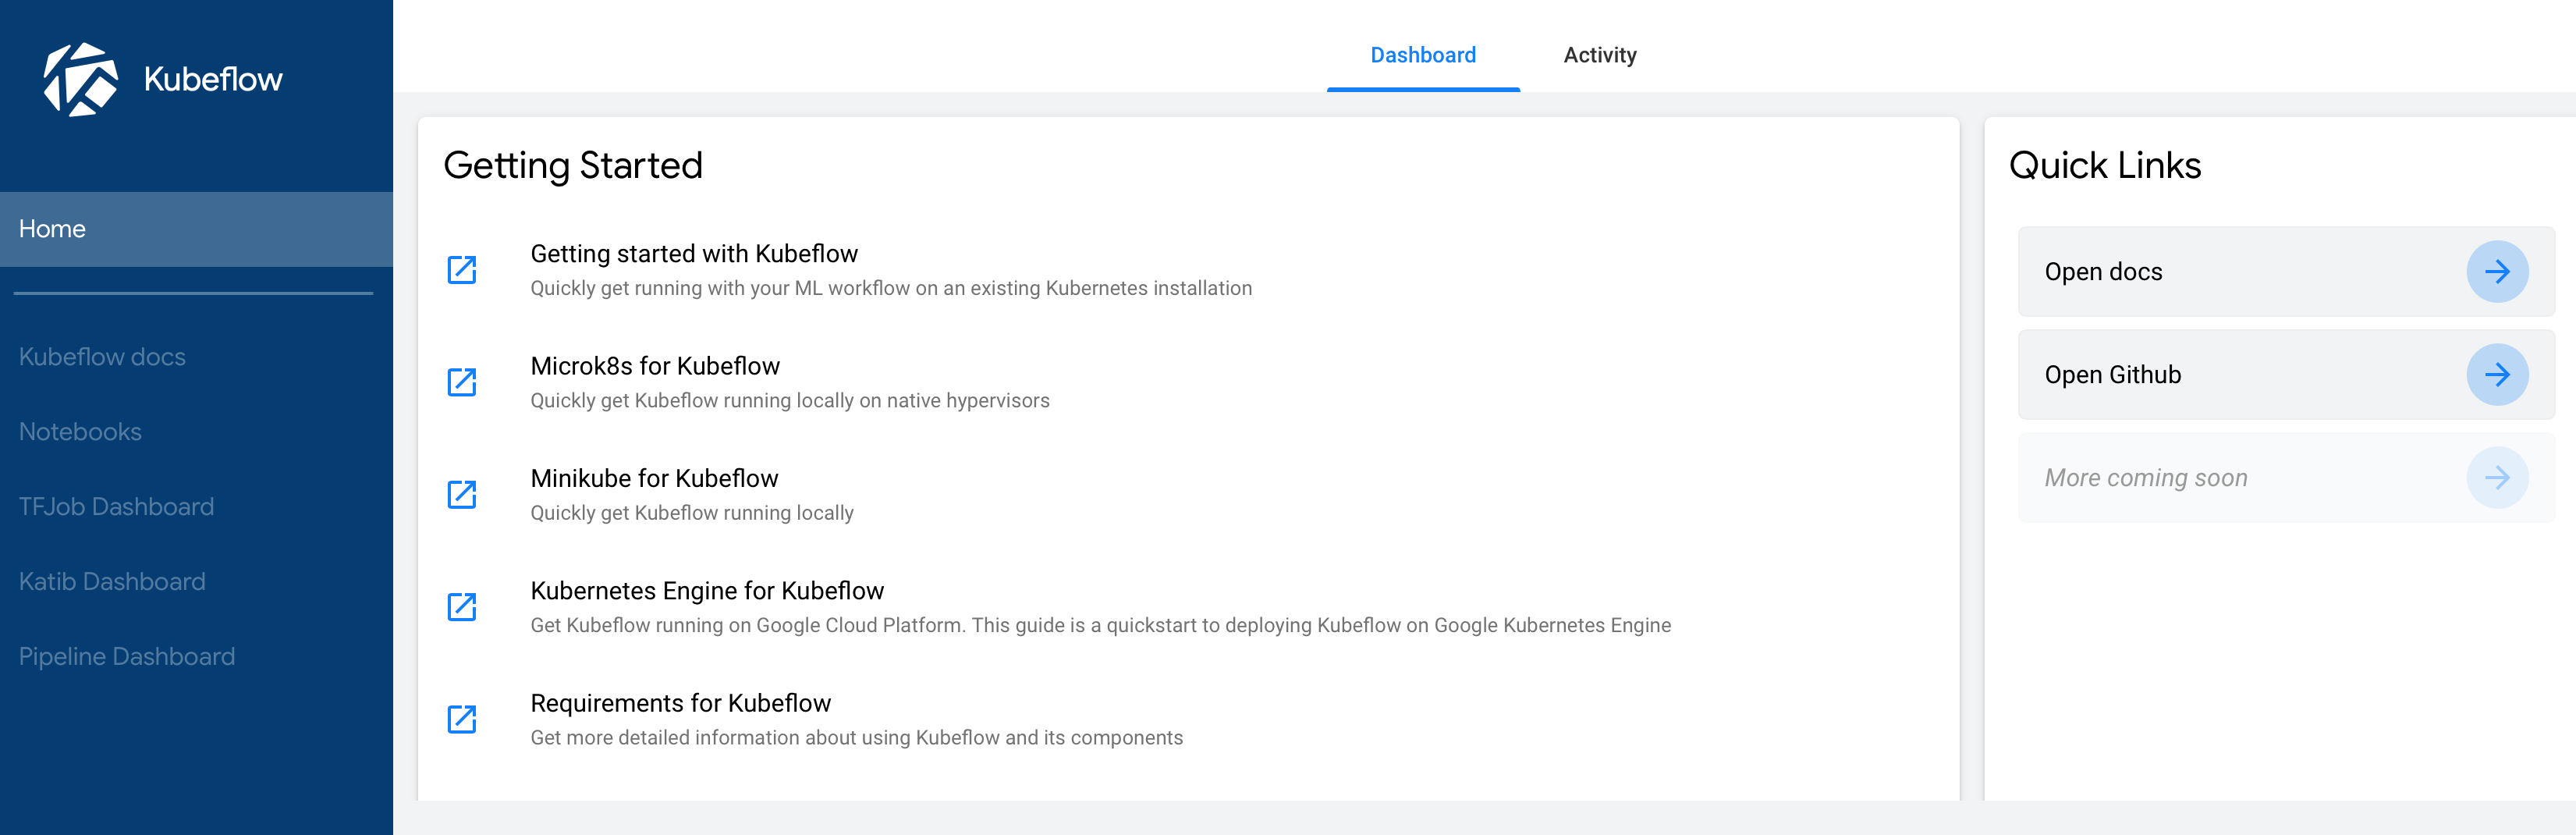 Kubeflow
Home
Kubeflow docs
Notebooks
TFJob Dashboard
Katib Dashboard
Pipeline Dashboard
Dashboard
Activity
Getting Started
Getting started with Kubeflow
Quickly get running with your ML workflow on an existing Kubernetes installation
Microk8s for Kubeflow
Quickly get Kubeflow running locally on native hypervisors
Minikube for Kubeflow
Quickly get Kubeflow running locally
Kubernetes Engine for Kubeflow
Get Kubeflow running on Google Cloud Platform. This guide is a quickstart to deploying Kubeflow on Google Kubernetes Engine
Requirements for Kubeflow
Get more detailed information about using Kubeflow and its components
Quick Links
Open docs
Open Github
More coming soon